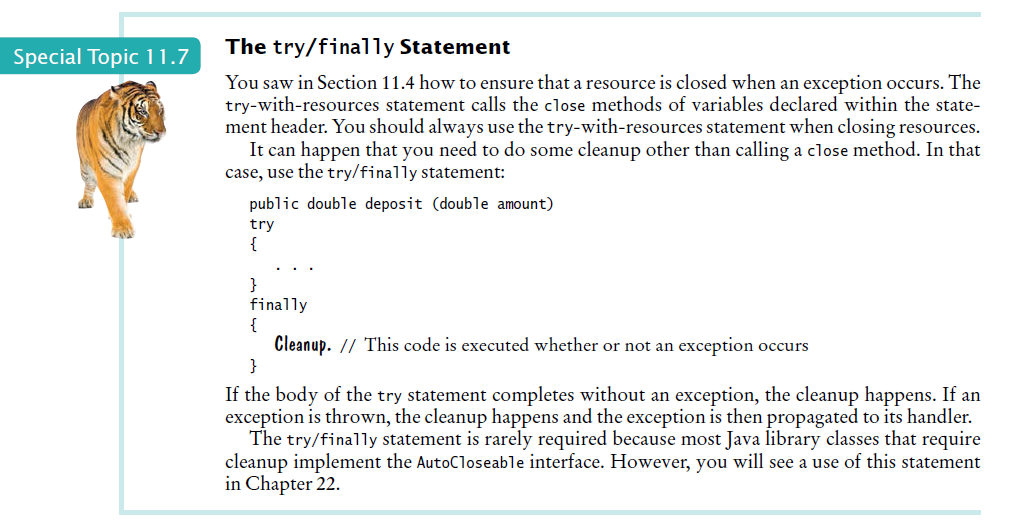 Special Topic 11.7
The try/finally Statement
You saw in Section 11.4 how to ensure that a resource is closed when an exception occurs. The
try-with-resources statement calls the close methods of variables declared within the state-
ment header. You should always use the try-with-resources statement when closing resources.
It can happen that you need to do some cleanup other than calling a close method. In that
case, use the try/finally statement:
public double deposit (double amount)
try
{
. . .
}
finally
{
Cleanup. // This code is executed whether or not an exception occurs
}
If the body of the try statement completes without an exception, the cleanup happens. If an
exception is thrown, the cleanup happens and the exception is then propagated to its handler.
The try/finally statement is rarely required because most Java library classes that require
cleanup implement the AutoCloseable interface. However, you will see a use of this statement
in Chapter 22.